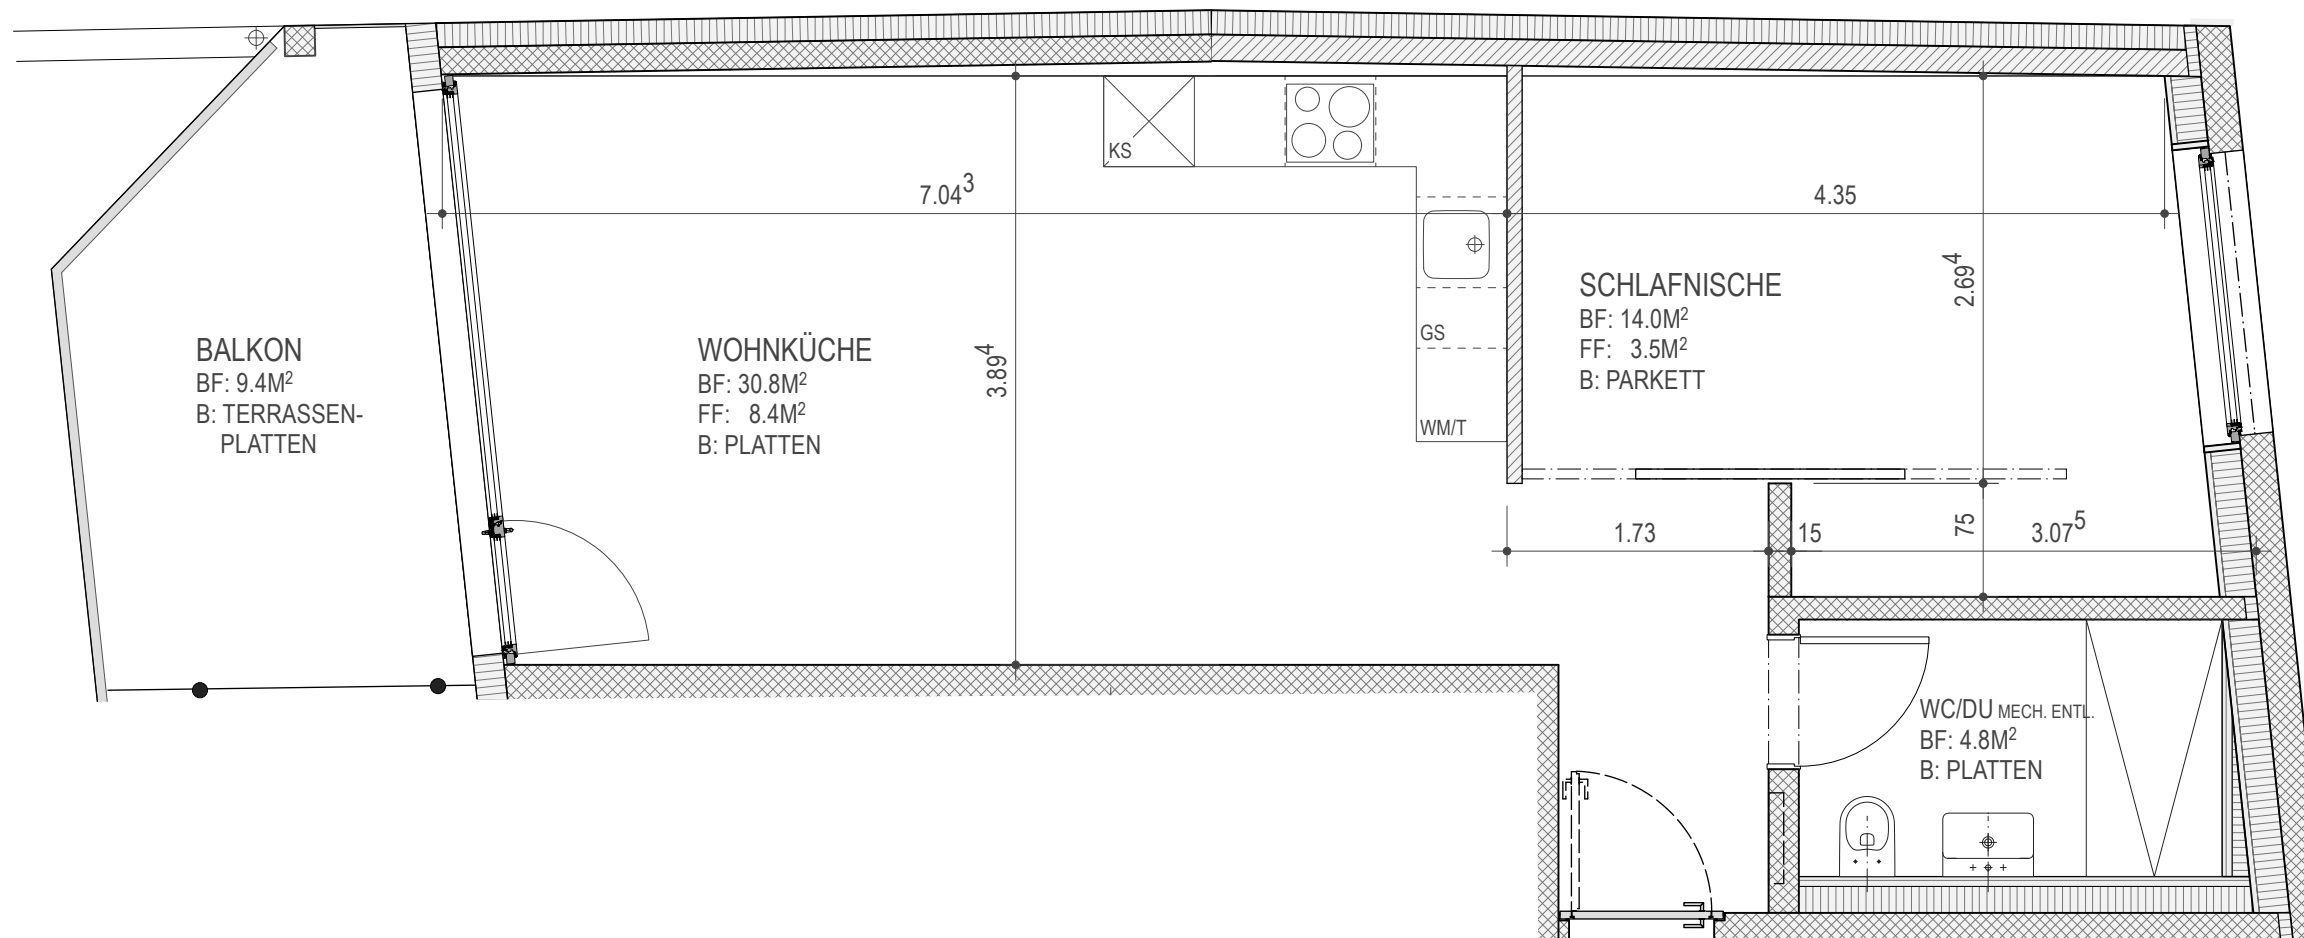 KS
7.04³
4.35
2.69⁴
SCHLAFNISCHE
BF: 14.0M²
FF: 3.5M²
B: PARKETT
GS
BALKON
BF: 9.4M²
B: TERRASSEN-
PLATTEN
WOHNKÜCHE
BF: 30.8M²
FF: 8.4M²
B: PLATTEN
3.89⁴
WM/T
1.73
15
75
3.07⁵
WC/DU MECH. ENTL.
BF: 4.8M²
B: PLATTEN